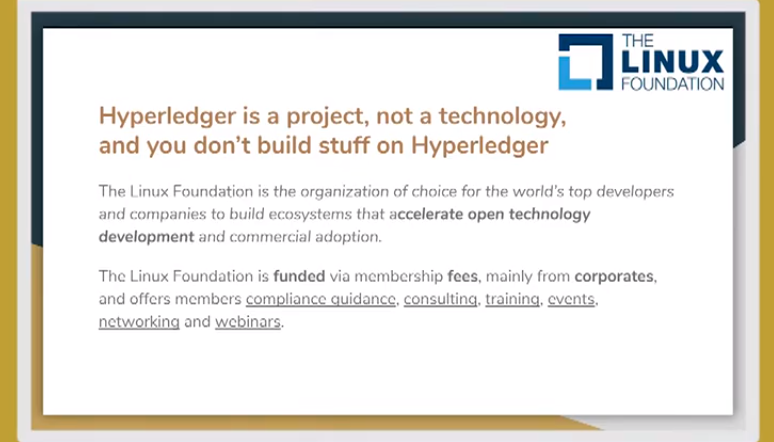 THE
LINUX
FOUNDATION
Hyperledger is a project, not a technology,
and you don't build stuff on Hyperledger
The Linux Foundation is the organization of choice for the world's top developers
and companies to build ecosystems that accelerate open technology
development and commercial adoption.
The Linux Foundation is funded via membership fees, mainly from corporates,
and offers members compliance guidance, consulting, training, events,
networking and webinars.